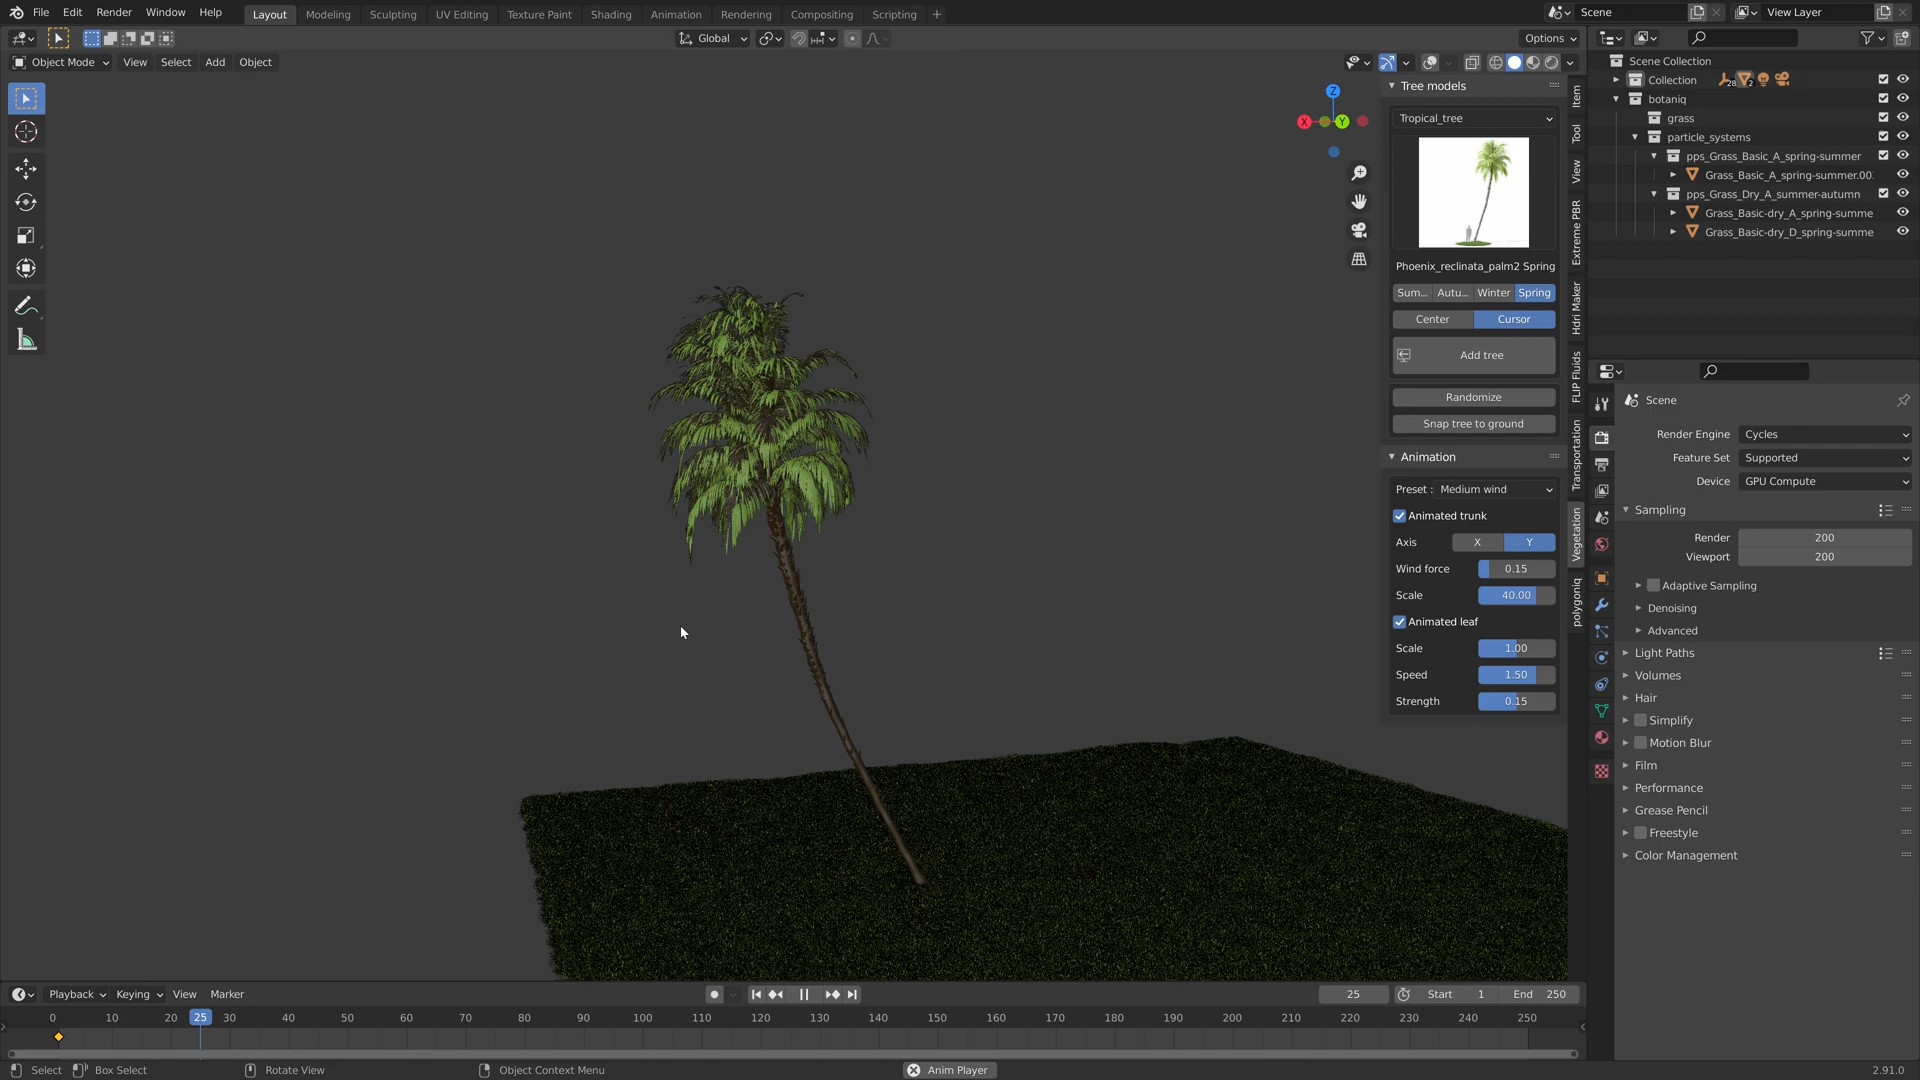 File Edit Render Window Help Layout Modeling Sculpting UV Editing Texture Paint Shading Animation Rendering Compositing Scripting + Scene View Layer
Global Options
Object Mode View Select Add Object
Z
X Y
Tree models
Tropical_tree
Phoenix_reclinata_palm2 Spring
Sum... Autu... Winter Spring
Center Cursor
Add tree
Randomize
Snap tree to ground
Animation
Preset : Medium wind
Animated trunk
Axis X Y
Wind force 0.15
Scale 40.00
Animated leaf
Scale 1.00
Speed 1.50
Strength 0.15
Item
Tool
View
Extreme PBR
Hdri Maker
FLIP Fluids
Transportation
Vegetation
polygoniq
Scene Collection
Collection 28 2
botaniq
grass
particle_systems
pps_Grass_Basic_A_spring-summer
Grass_Basic_A_spring-summer.00
pps_Grass_Dry_A_summer-autumn
Grass_Basic-dry_A_spring-summe
Grass_Basic-dry_D_spring-summe
Scene
Render Engine Cycles
Feature Set Supported
Device GPU Compute
Sampling
Render 200
Viewport 200
Adaptive Sampling
Denoising
Advanced
Light Paths
Volumes
Hair
Simplify
Motion Blur
Film
Performance
Grease Pencil
Freestyle
Color Management
Playback Keying View Marker 25 Start 1 End 250
0 10 20 25 30 40 50 60 70 80 90 100 110 120 130 140 150 160 170 180 190 200 210 220 230 240 250
Select Box Select Rotate View Object Context Menu Anim Player 2.91.0